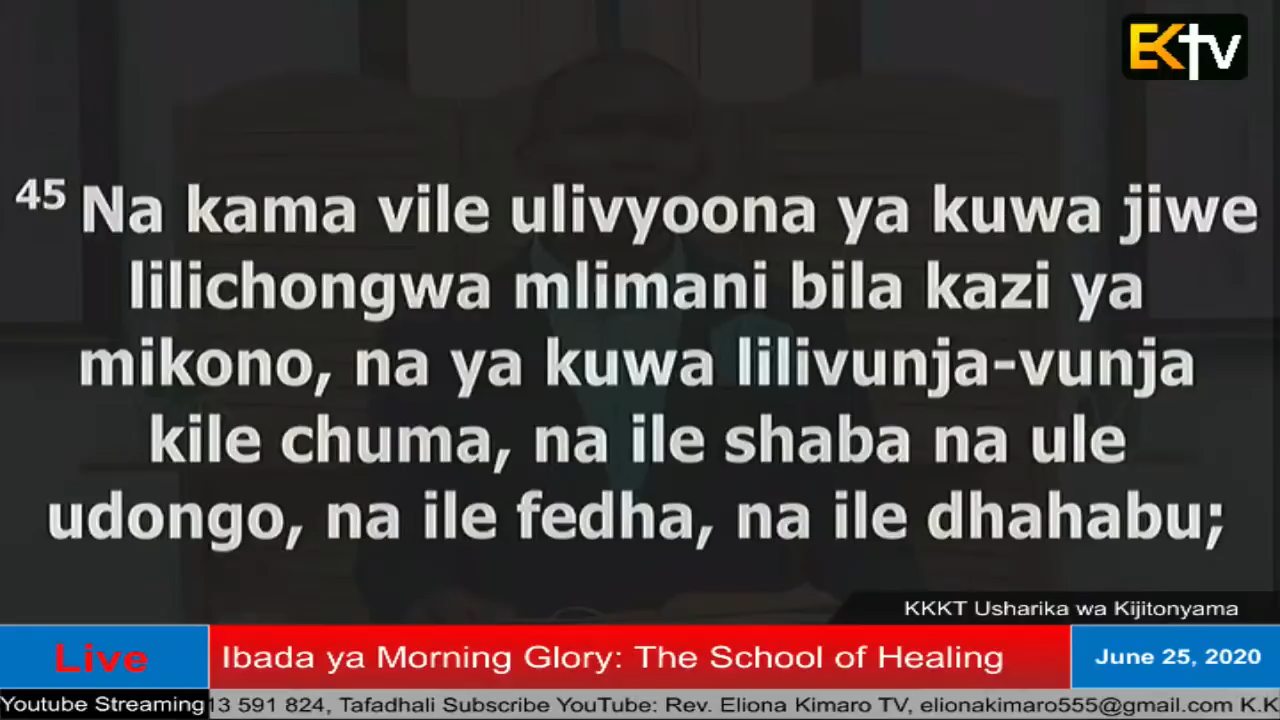 EKTV
45 Na kama vile ulivyoona ya kuwa jiwe
lilichongwa mlimani bila kazi ya
mikono, na ya kuwa lilivunja-vunja
kile chuma, na ile shaba na ule
udongo, na ile fedha, na ile dhahabu;
KKKT Usharika wa Kijitonyama
Live
Ibada ya Morning Glory: The School of Healing
June 25, 2020
Youtube Streaming
13 591 824, Tafadhali Subscribe YouTube: Rev. Eliona Kimaro TV, elionakimaro555@gmail.com K.K